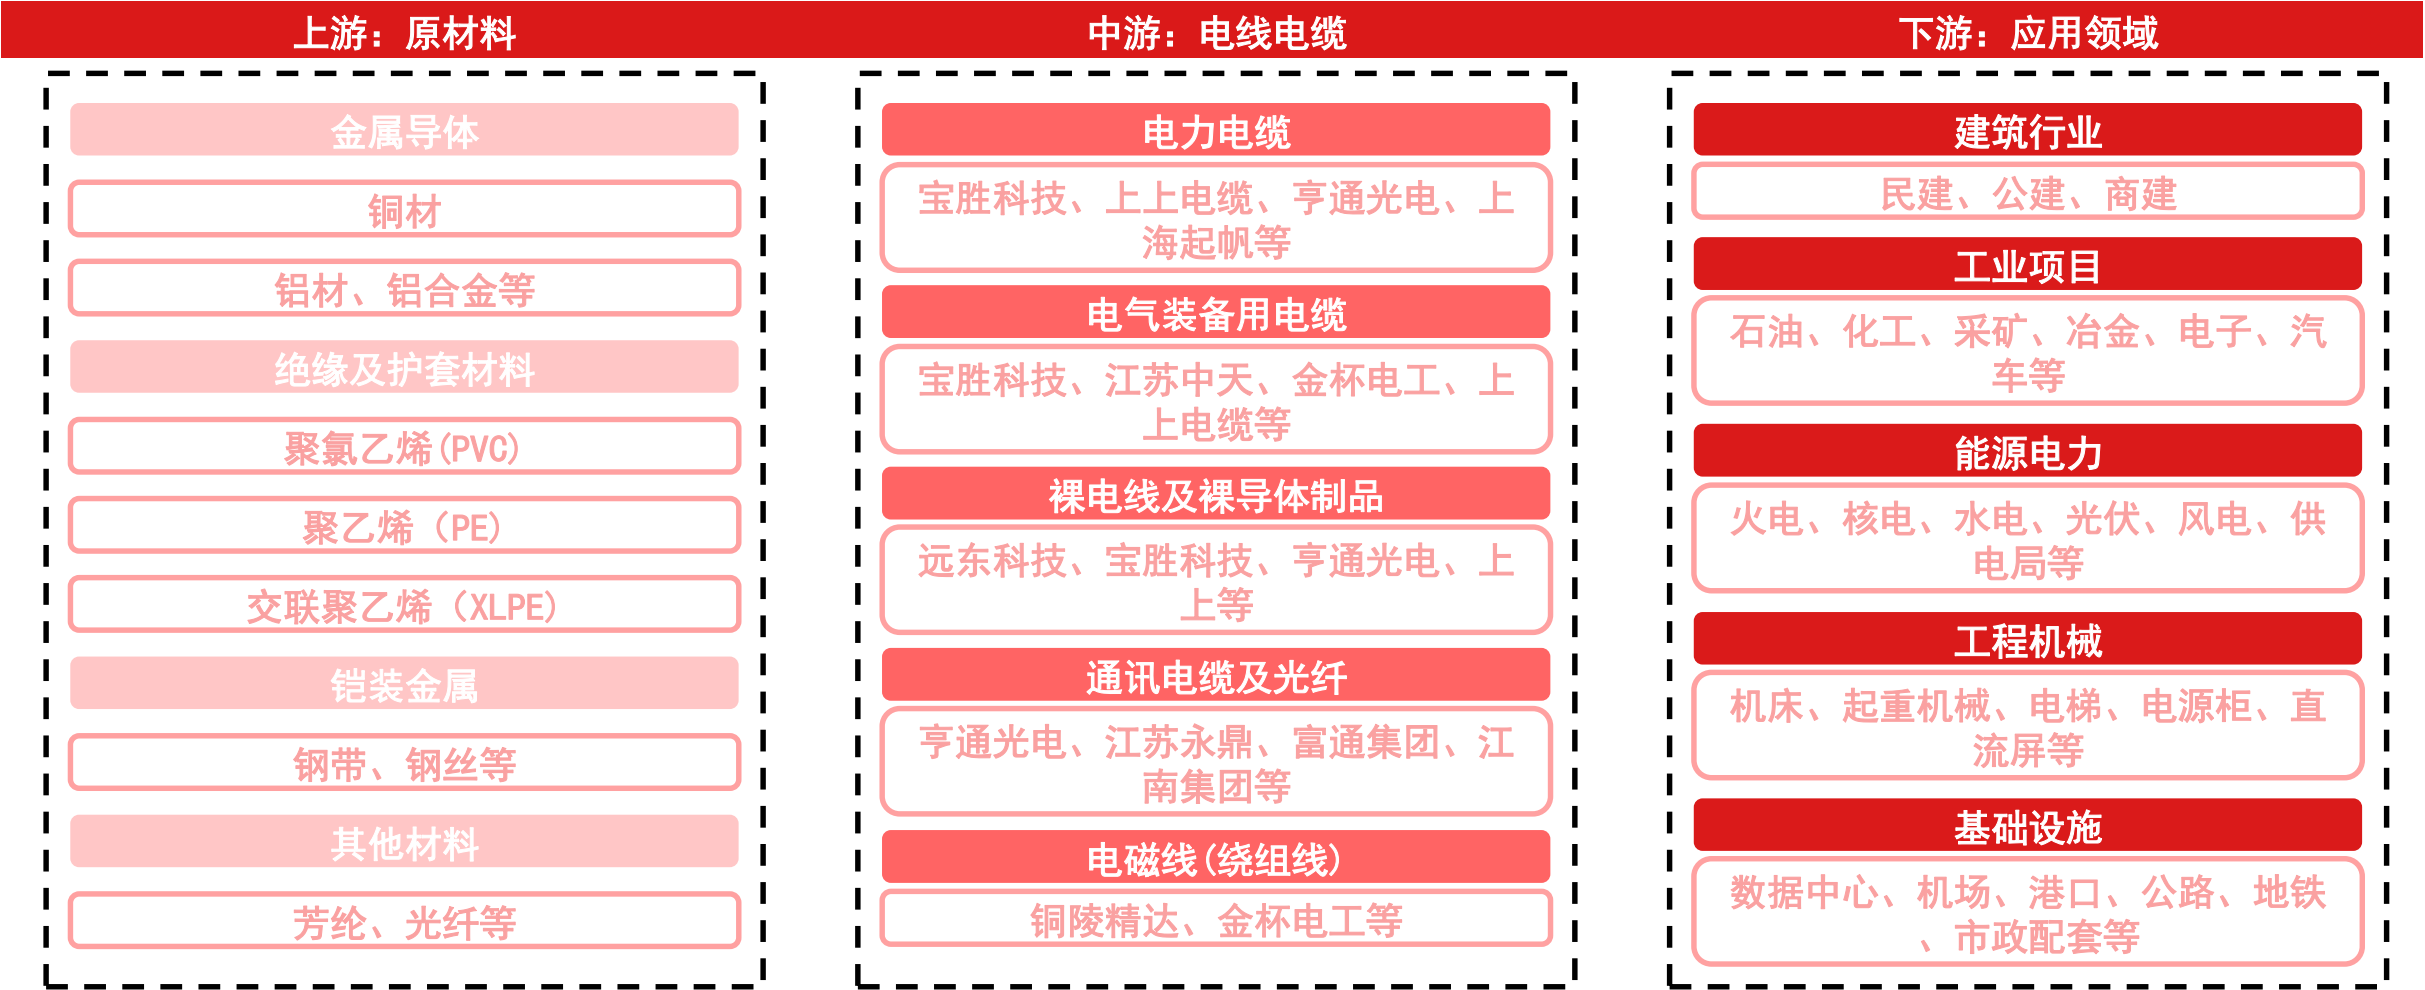 上游：原材料
金属导体
铜材
铝材、铝合金等
绝缘及护套材料
聚氯乙烯(PVC)
聚乙烯（PE)
交联聚乙烯（XLPE)
铠装金属
钢带、钢丝等
其他材料
芳纶、光纤等
中游：电线电缆
电力电缆
宝胜科技、上上电缆、亨通光电、上
海起帆等
电气装备用电缆
宝胜科技、江苏中天、金杯电工、上
上电缆等
裸电线及裸导体制品
远东科技、宝胜科技、亨通光电、上
上等
通讯电缆及光纤
亨通光电、江苏永鼎、富通集团、江
南集团等
电磁线(绕组线)
铜陵精达、金杯电工等
下游：应用领域
建筑行业
民建、公建、商建
工业项目
石油、化工、采矿、冶金、电子、汽
车等
能源电力
火电、核电、水电、光伏、风电、供
电局等
工程机械
机床、起重机械、电梯、电源柜、直
流屏等
基础设施
数据中心、机场、港口、公路、地铁
、市政配套等